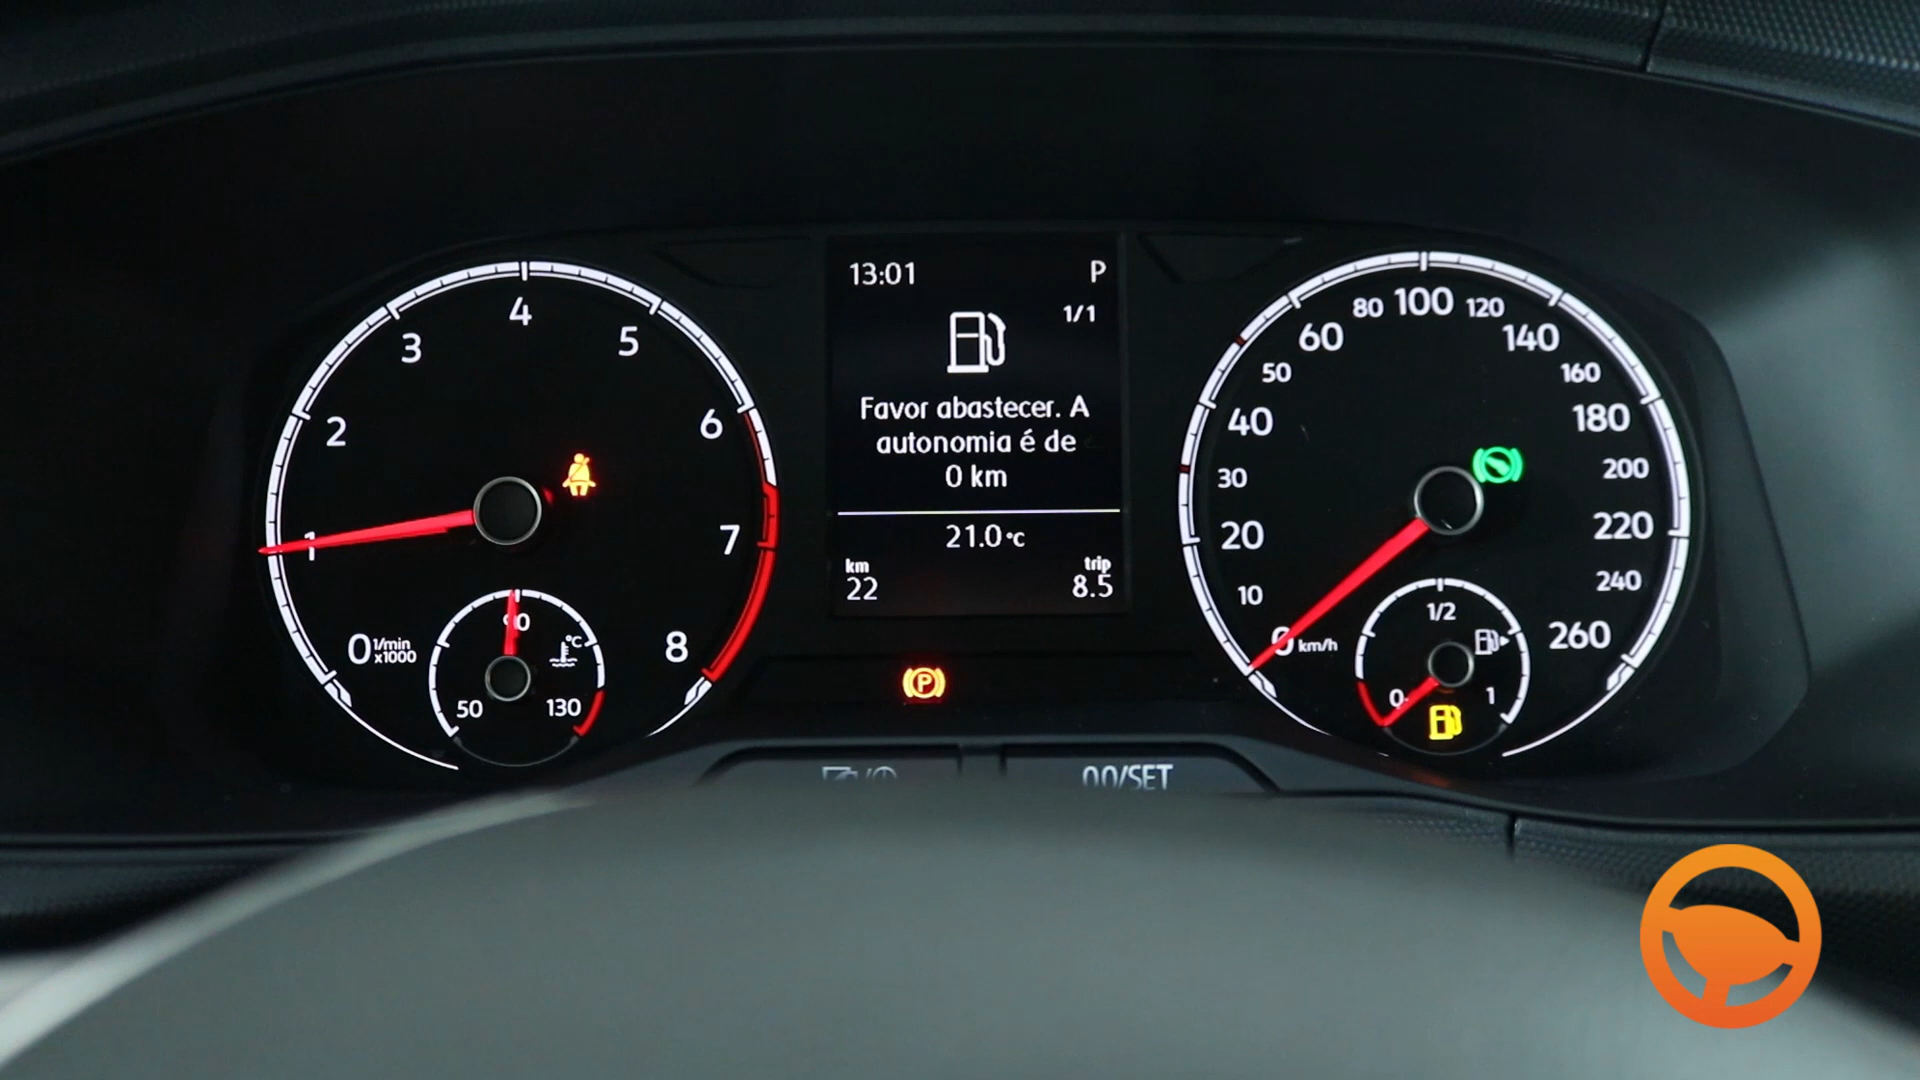 13:01 P
1/1
Favor abastecer. A
autonomia é de
0 km
21.0 °C
km trip
22 8.5
0 1 2 3 4 5 6 7 8
1/min
x1000
50 90 130
°C
P
0 10 20 30 40 50 60 80 100 120 140 160 180 200 220 240 260
km/h
0 1/2 1
0.0/SET